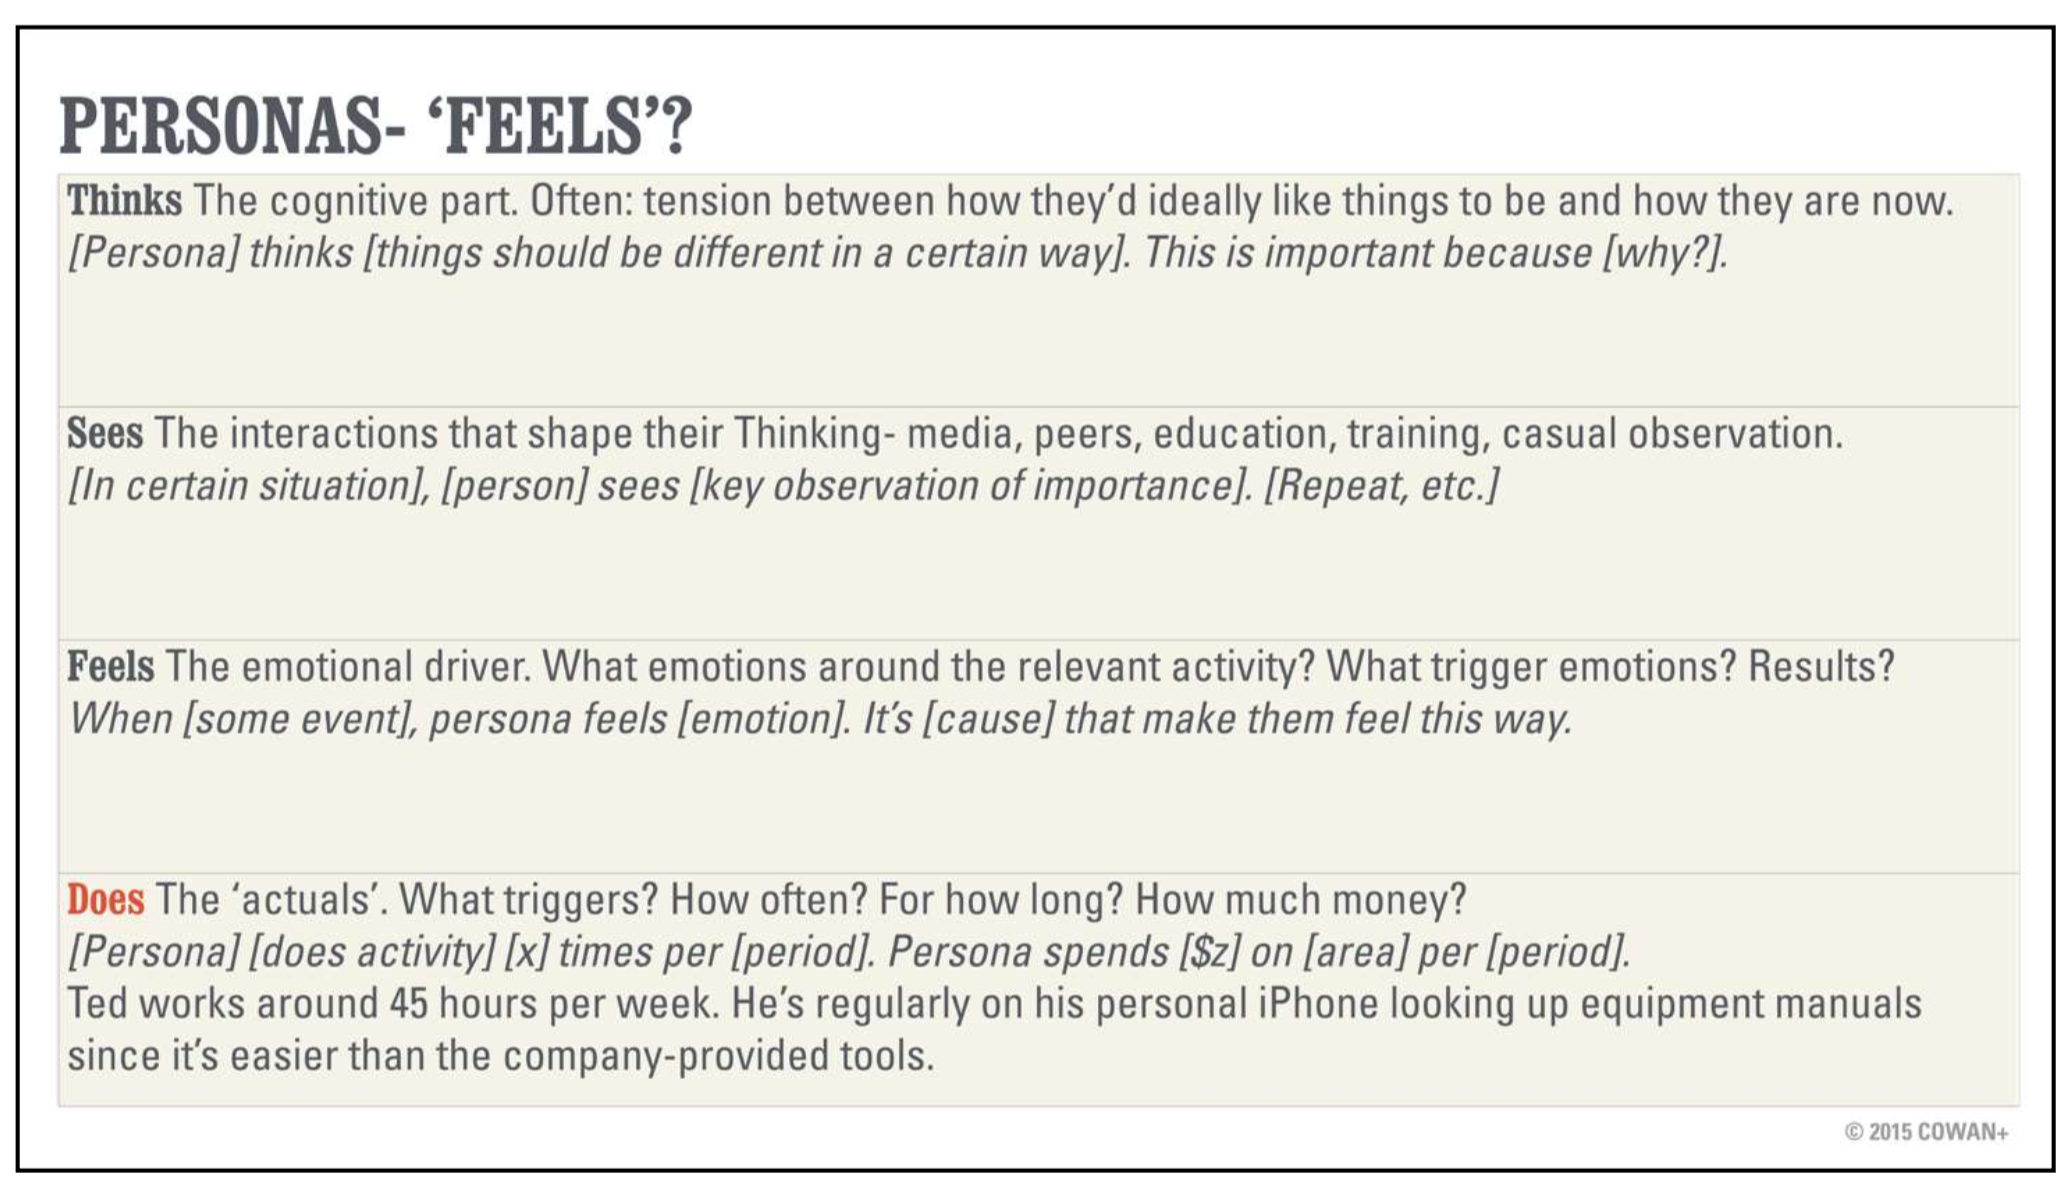 PERSONAS- ‘FEELS’?
Thinks The cognitive part. Often: tension between how they’d ideally like things to be and how they are now.
[Persona] thinks [things should be different in a certain way]. This is important because [why?].
Sees The interactions that shape their Thinking- media, peers, education, training, casual observation.
[In certain situation], [person] sees [key observation of importance]. [Repeat, etc.]
Feels The emotional driver. What emotions around the relevant activity? What trigger emotions? Results?
When [some event], persona feels [emotion]. It’s [cause] that make them feel this way.
Does The ‘actuals’. What triggers? How often? For how long? How much money?
[Persona] [does activity] [x] times per [period]. Persona spends [$z] on [area] per [period].
Ted works around 45 hours per week. He’s regularly on his personal iPhone looking up equipment manuals
since it’s easier than the company-provided tools.
© 2015 COWAN+